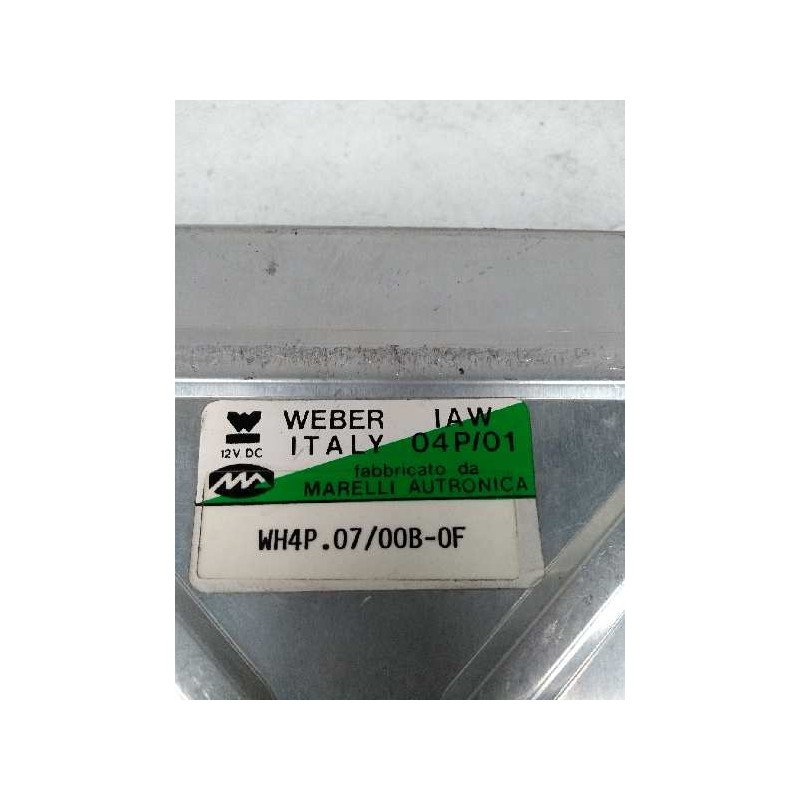 WEBER IAW
ITALY 04P/01
12V DC
fabbricato da
MARELLI AUTRONICA
WH4P.07/00B-0F